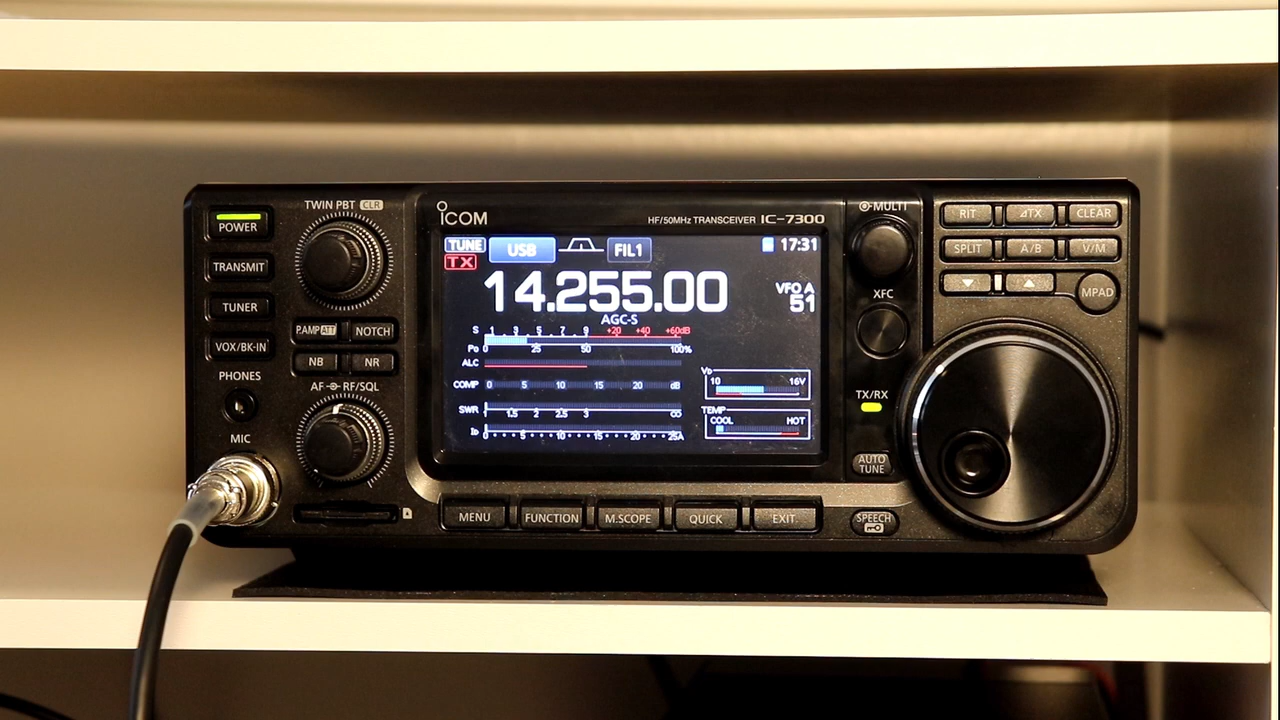 POWER
TRANSMIT
TUNER
VOX/BK-IN
PHONES
MIC
TWIN PBT CLR
P.AMP ATT NOTCH
NB NR
AF RF/SQL
ICOM
HF/50MHz TRANSCEIVER IC-7300
TUNE USB FIL1 17:31
TX
14.255.00
VFO A
51
AGC-S
S 1 3 5 7 9 +20 +40 +60dB
Po 0 25 50 100%
ALC
COMP 0 5 10 15 20 dB
SWR 1 1.5 2 2.5 3 ∞
ID 0 5 10 15 20 25A
VD
10 16V
TEMP
COOL HOT
MENU FUNCTION M.SCOPE QUICK EXIT
MULTI
XFC
TX/RX
AUTO
TUNE
SPEECH
RIT ⊿TX CLEAR
SPLIT A/B V/M
▼ ▲
MPAD